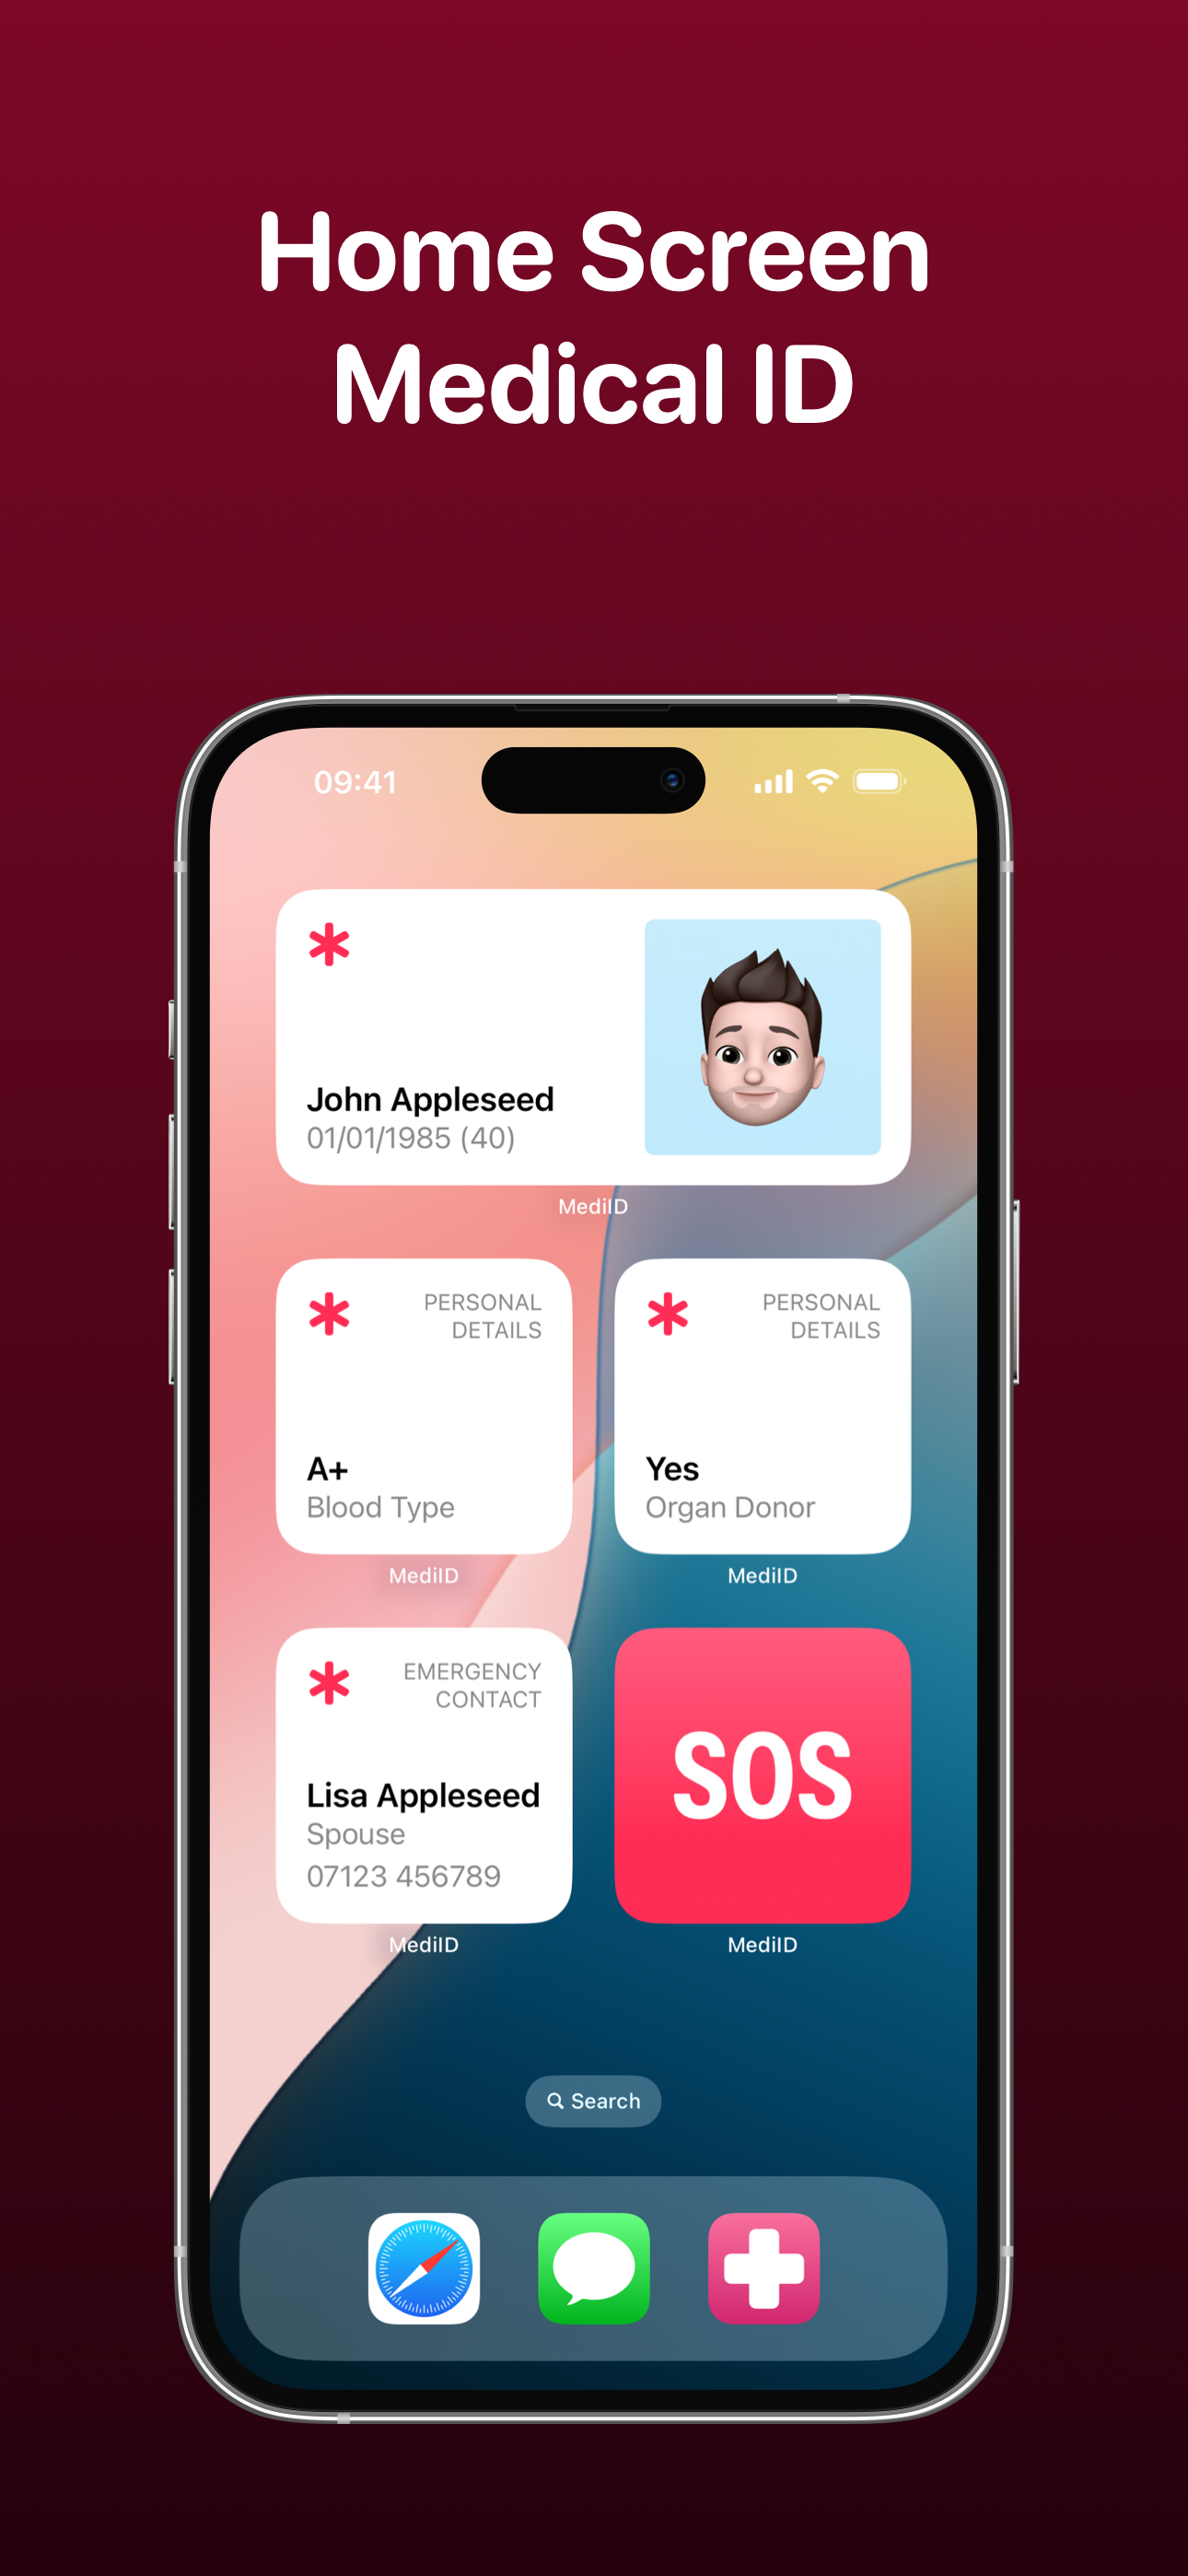 Home Screen
Medical ID
09:41
John Appleseed
01/01/1985 (40)
MediID
PERSONAL
DETAILS
A+
Blood Type
MediID
PERSONAL
DETAILS
Yes
Organ Donor
MediID
EMERGENCY
CONTACT
Lisa Appleseed
Spouse
07123 456789
MediID
SOS
MediID
Search